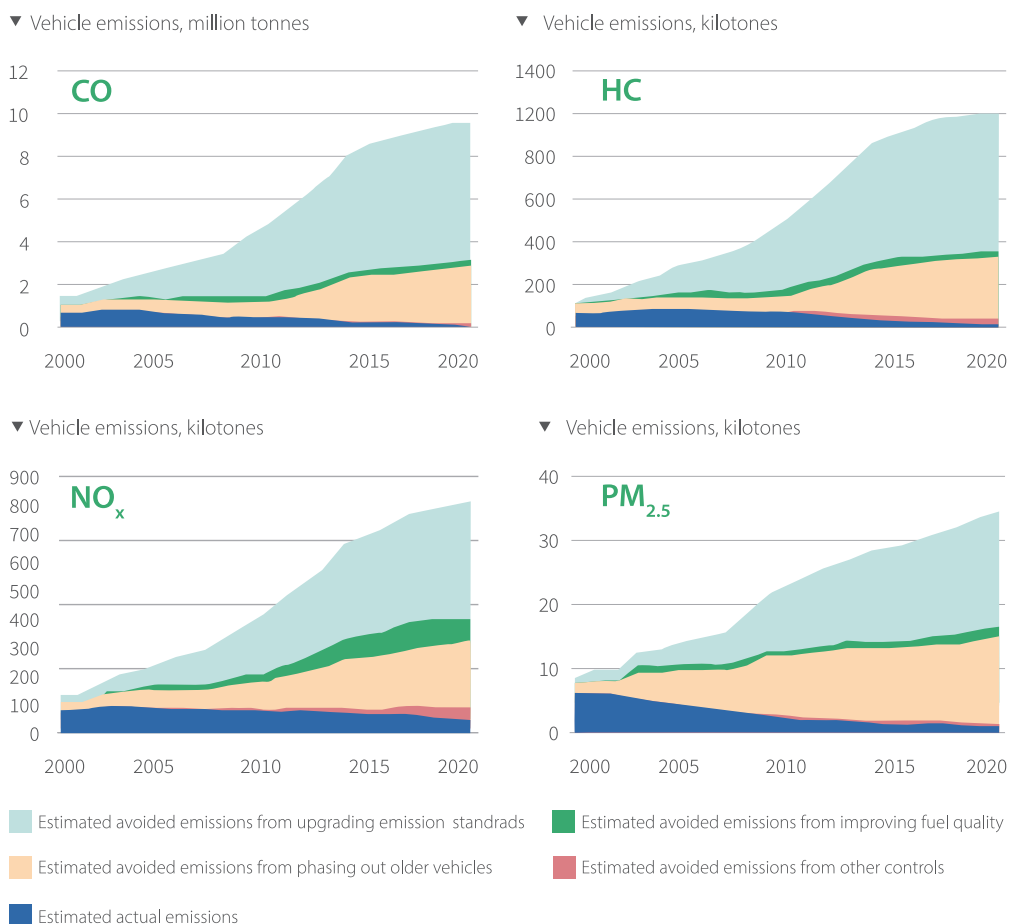 ▼ Vehicle emissions, million tonnes
12
10
8
6
4
2
0
CO
2000 2005 2010 2015 2020
▼ Vehicle emissions, kilotones
1400
1200
1000
800
600
400
200
0
HC
2000 2005 2010 2015 2020
▼ Vehicle emissions, kilotones
900
800
700
600
500
400
300
200
100
0
NOx
2000 2005 2010 2015 2020
▼ Vehicle emissions, kilotones
40
30
20
10
0
PM2.5
2000 2005 2010 2015 2020
Estimated avoided emissions from upgrading emission standrads
Estimated avoided emissions from improving fuel quality
Estimated avoided emissions from phasing out older vehicles
Estimated avoided emissions from other controls
Estimated actual emissions